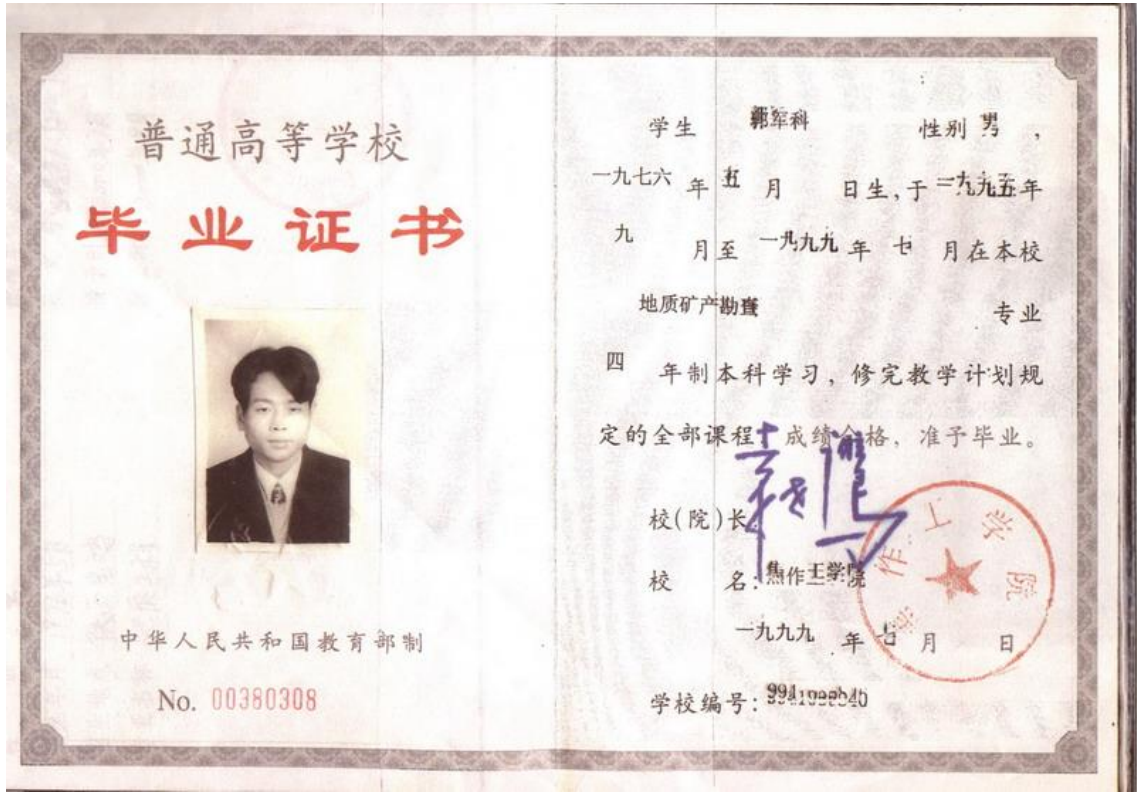 普通高等学校
毕业证书
中华人民共和国教育部制
No. 00380308
学生 郭军科 性别 男，
一九七六 年 五 月 日生，于 一九九五年
九 月至 一九九九 年 七 月在本校
地质矿产勘查 专业
四 年制本科学习，修完教学计划规
定的全部课程，成绩合格，准予毕业。
校(院)长：
校 名：焦作工学院
焦作工学院
一九九九 年 七 月 日
学校编号：